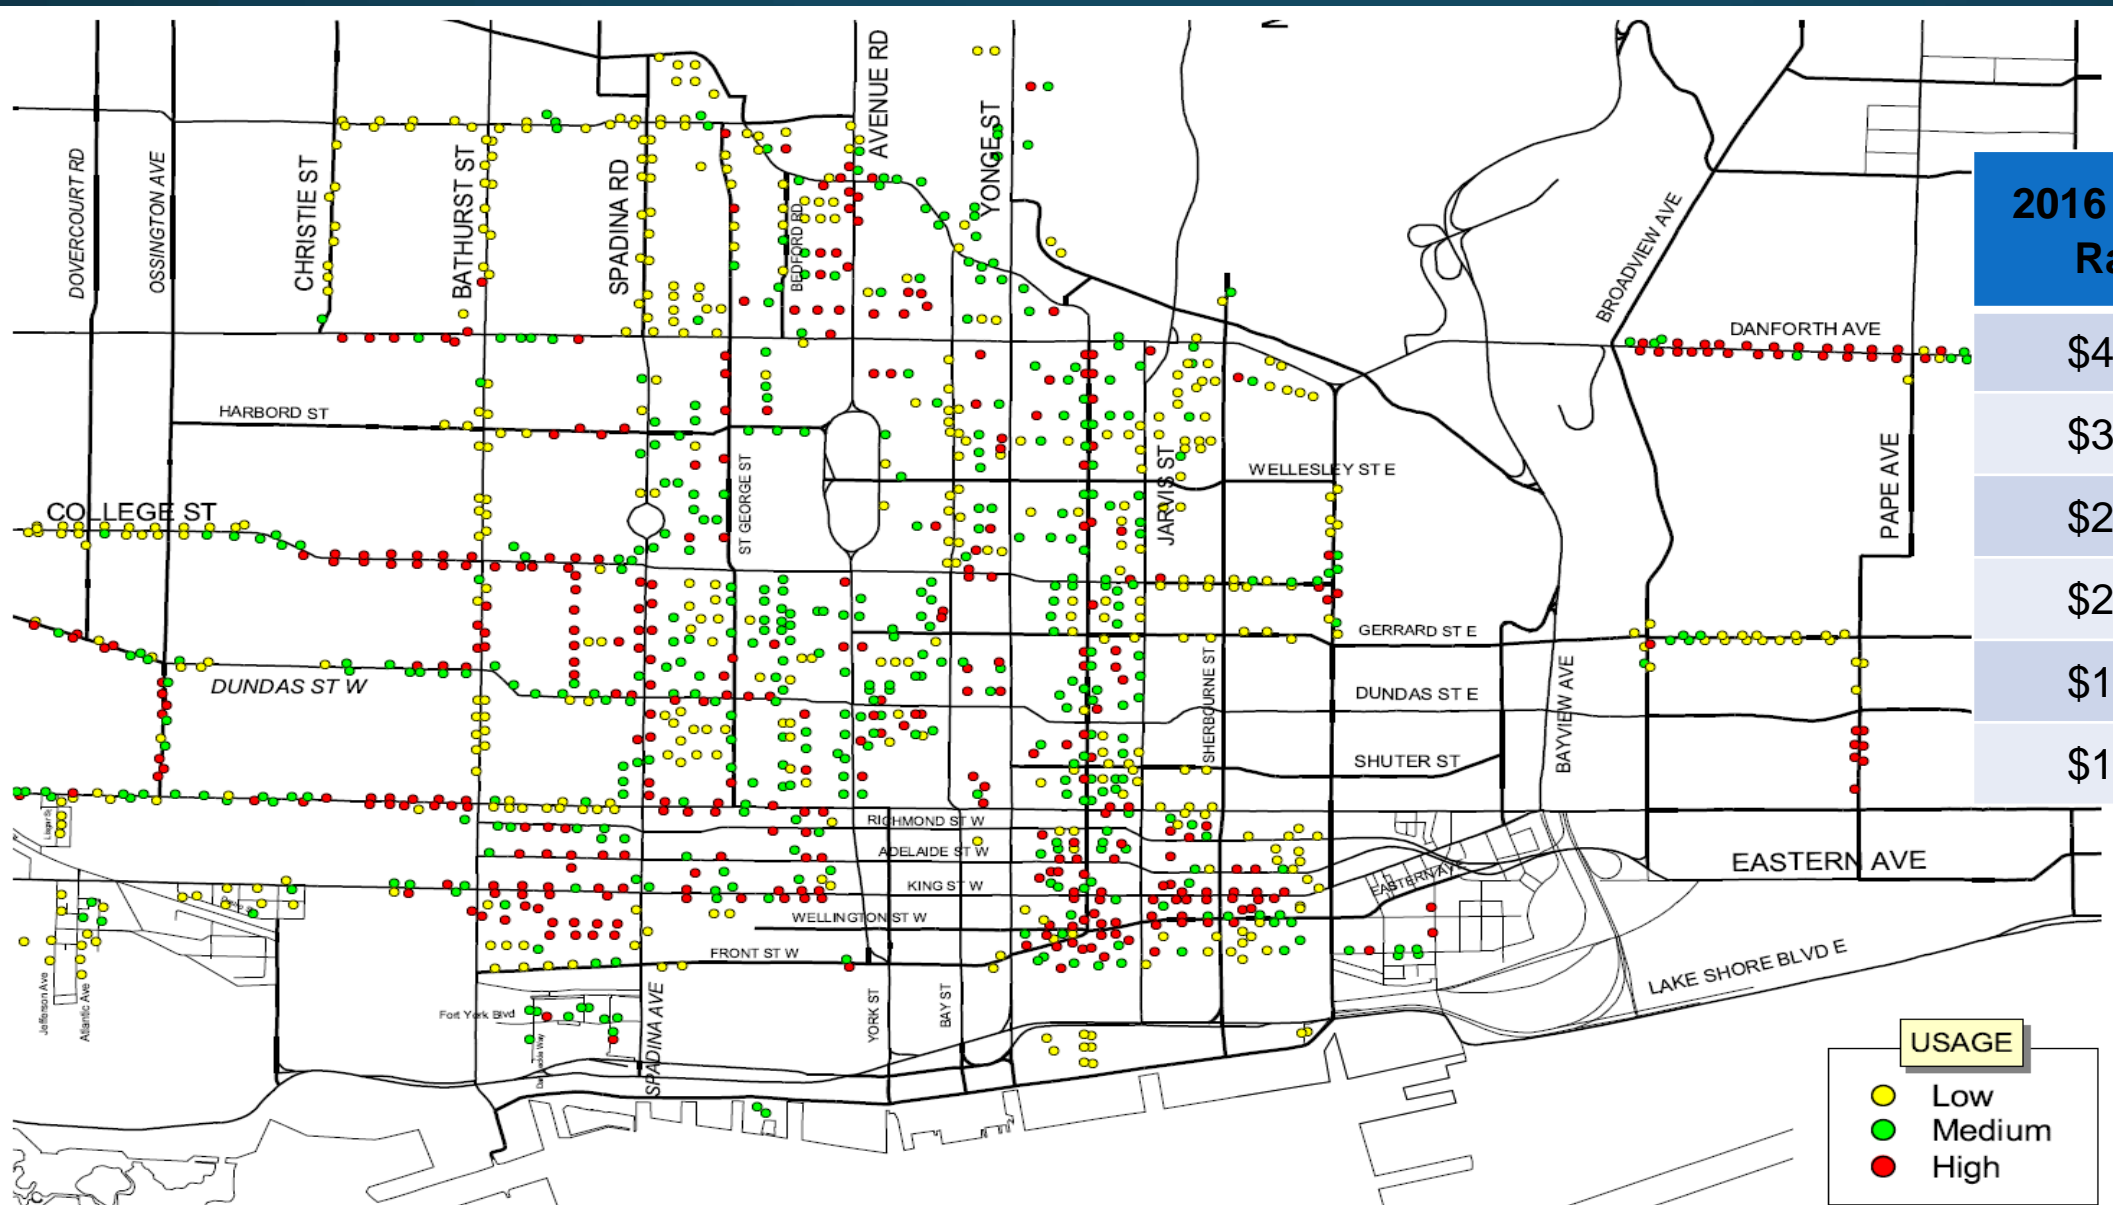 AVENUE RD
YONGE ST
DOVERCOURT RD
OSSINGTON AVE
CHRISTIE ST
BATHURST ST
SPADINA RD
BEDFORD RD
BROADVIEW AVE
DANFORTH AVE
2016
Ra
$4
$3
$2
$2
$1
$1
HARBORD ST
ST GEORGE ST
WELLESLEY ST E
JARVIS ST
PAPE AVE
COLLEGE ST
GERRARD ST E
DUNDAS ST W
DUNDAS ST E
SHERBOURNE ST
BAYVIEW AVE
SHUTER ST
RICHMOND ST W
ADELAIDE ST W
KING ST W
EASTERN AVE
EASTERN AVE
WELLINGTON ST W
FRONT ST W
LAKE SHORE BLVD E
Jefferson Ave
Atlantic Ave
Fort York Blvd
SPADINA AVE
YORK ST
BAY ST
USAGE
Low
Medium
High